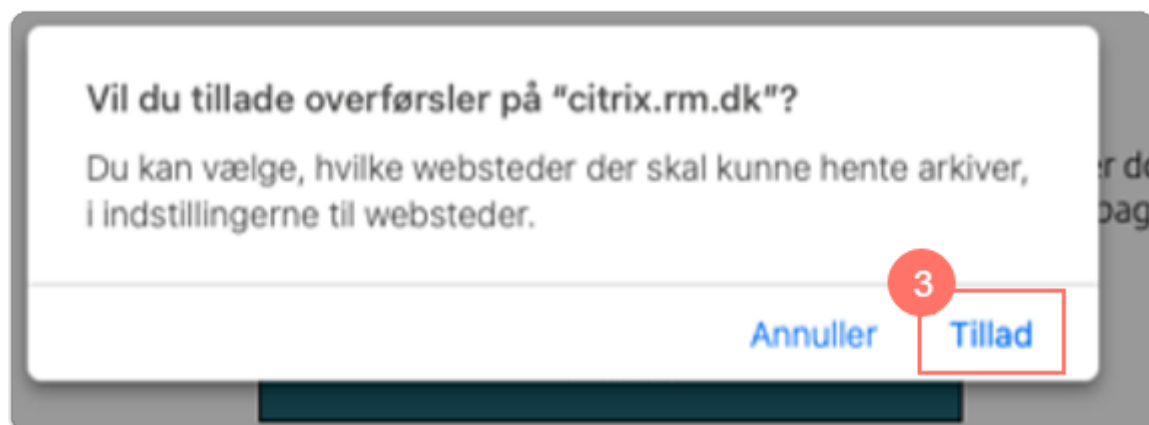 Vil du tillade overførsler på “citrix.rm.dk”?
Du kan vælge, hvilke websteder der skal kunne hente arkiver,
i indstillingerne til websteder.
3
Annuller
Tillad